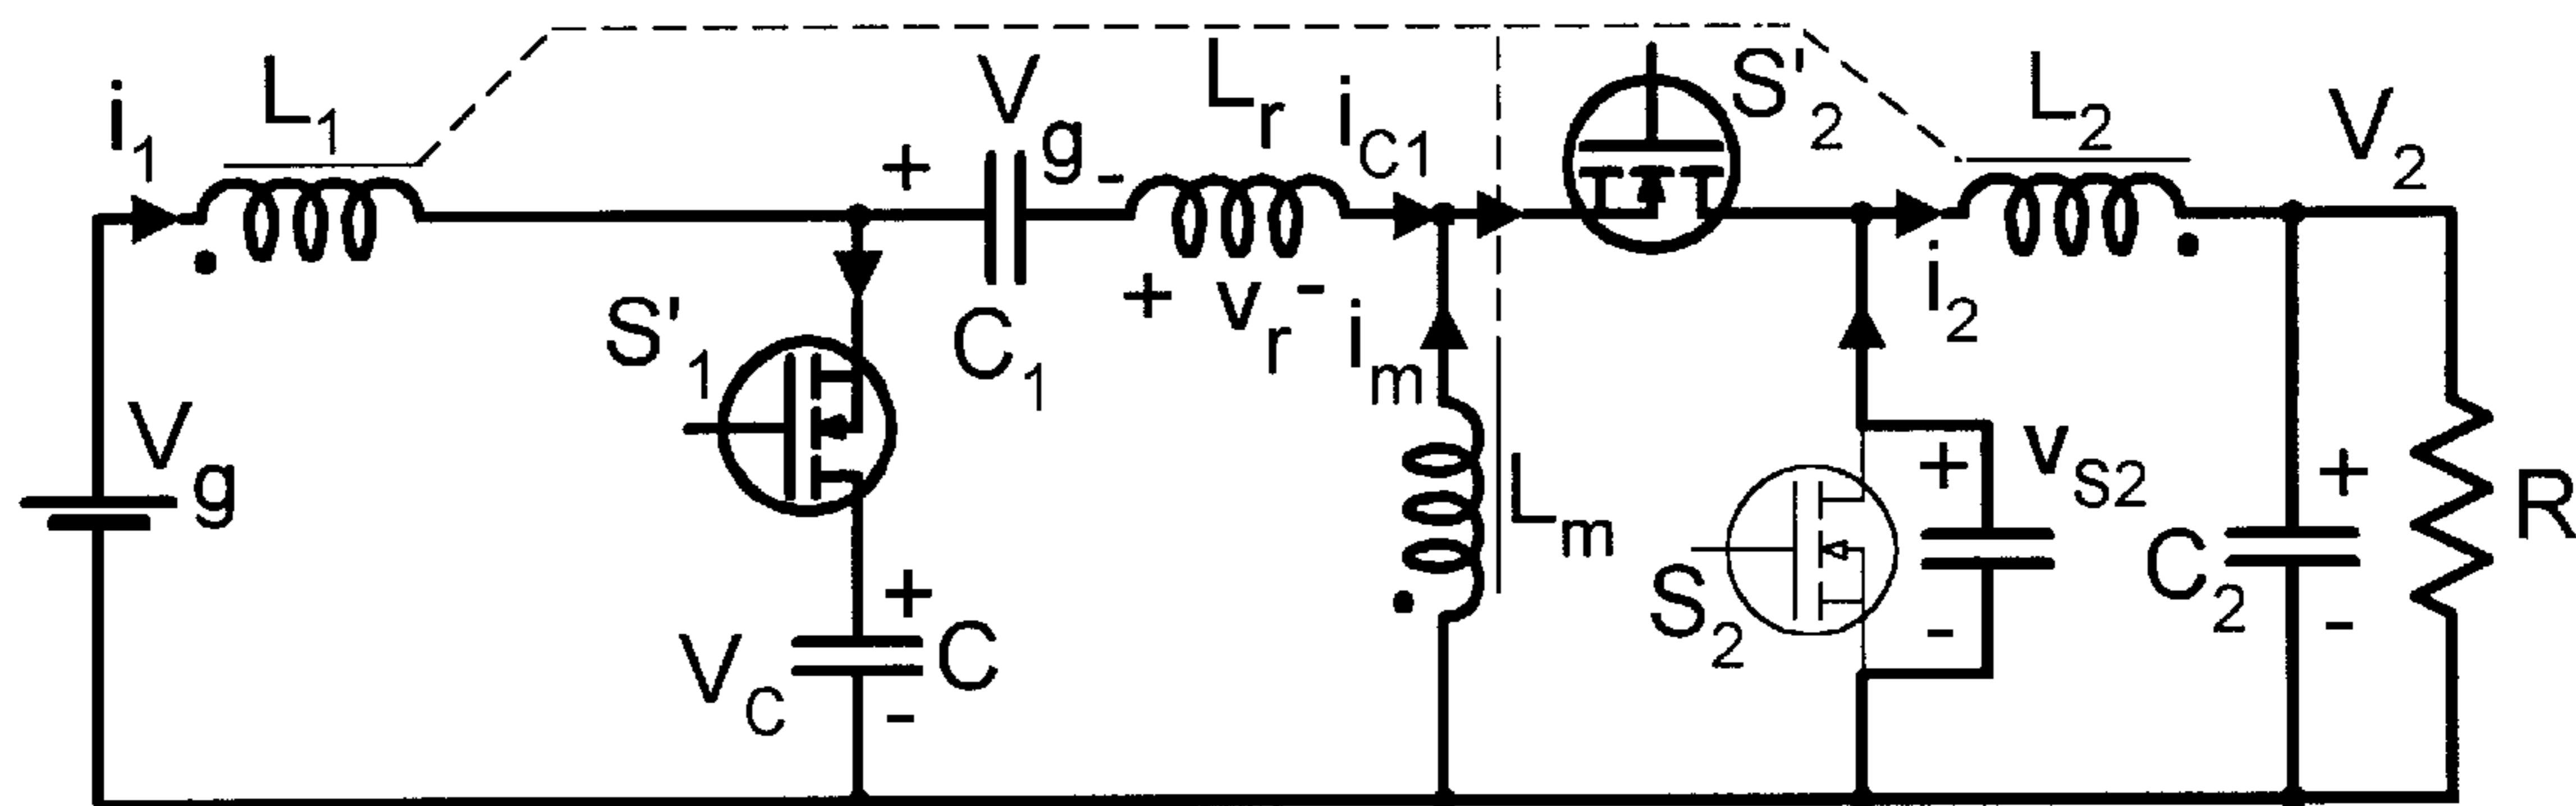 i1
L1
Vg
+
-
Lr
iC1
S'2
L2
V2
+ vr -
C1
im
i2
S'1
Vg
Lm
S2
+
vS2
-
C2
+
-
R
VC
+
C
-